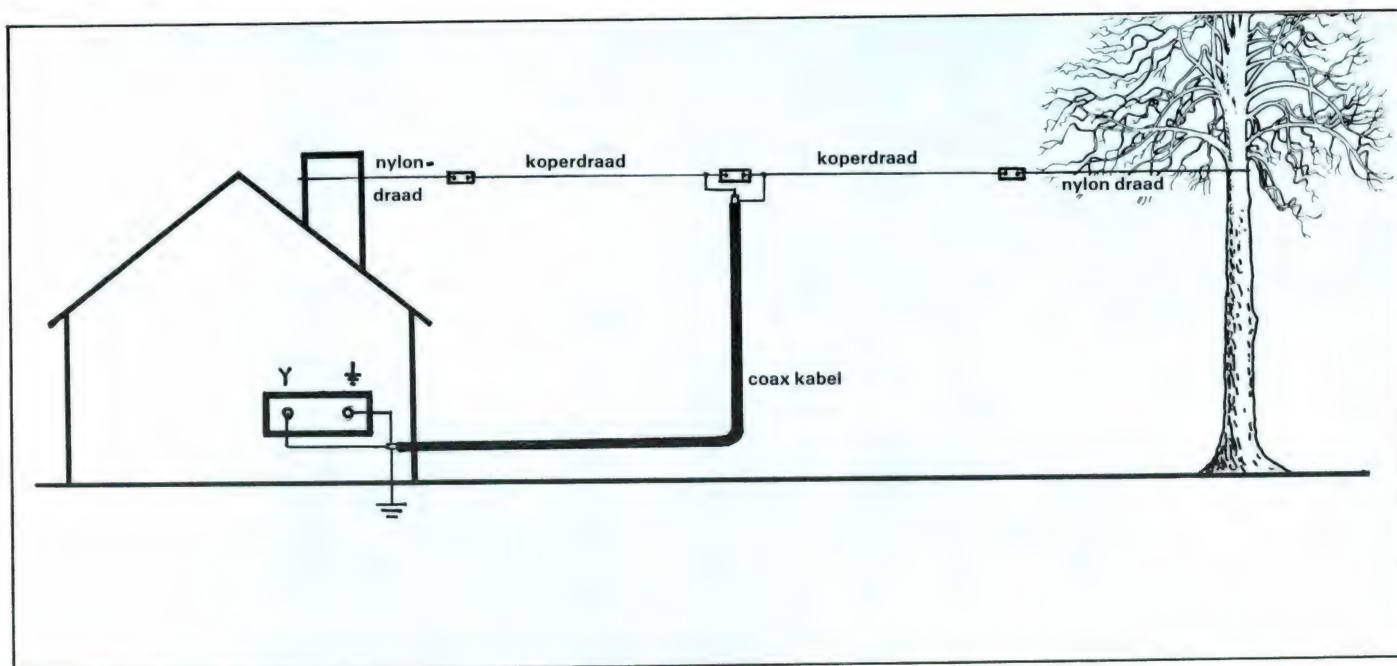 nylon-
draad
koperdraad
koperdraad
nylon draad
coax kabel
Y